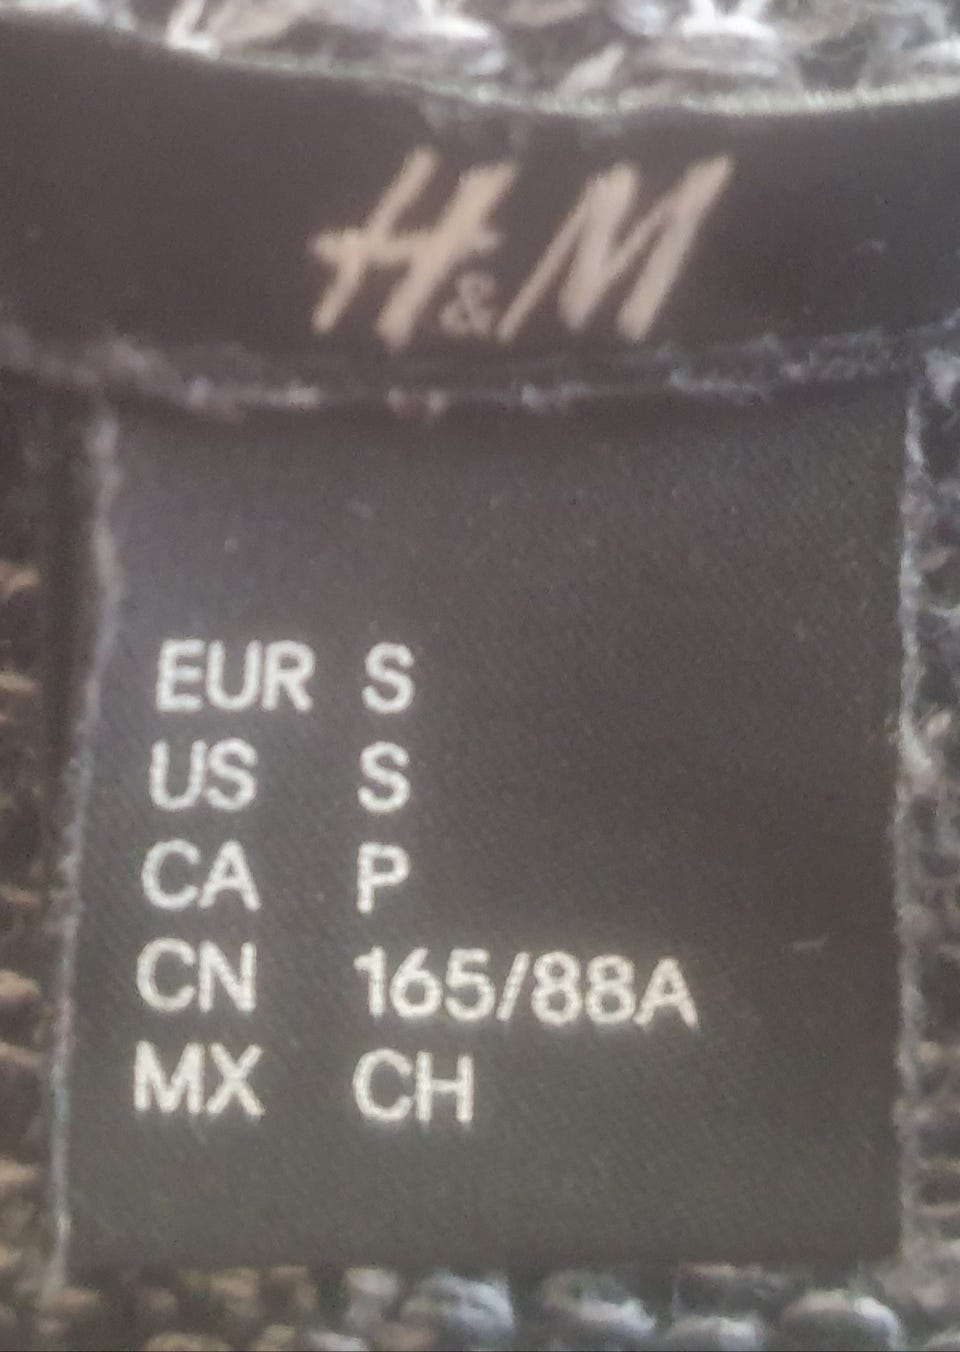 H&M
EUR S
US S
CA P
CN 165/88A
MX CH